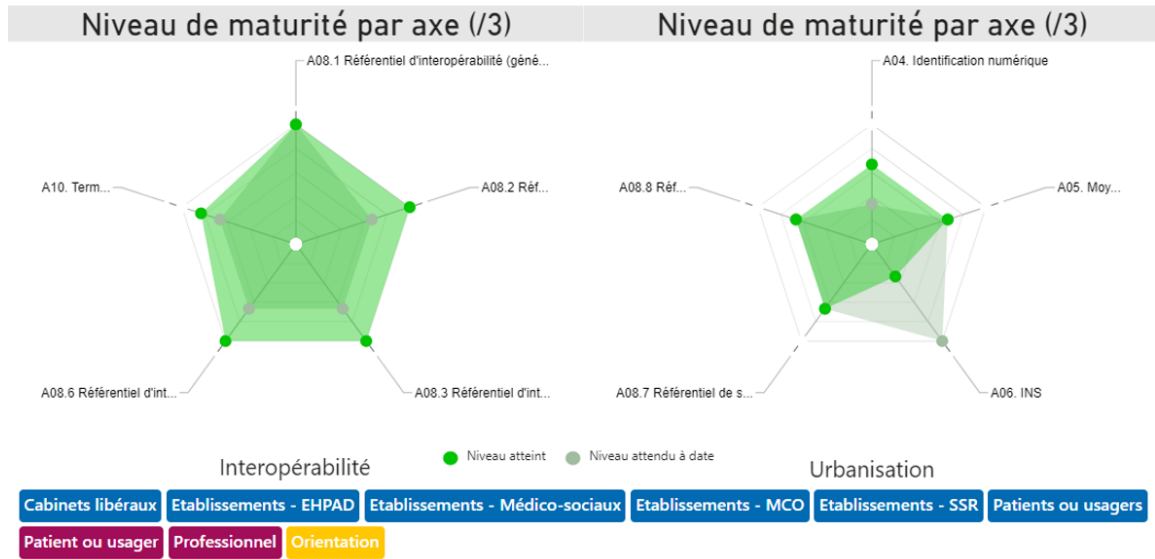 Niveau de maturité par axe (/3)
Niveau de maturité par axe (/3)
A08.1 Référentiel d'interopérabilité (géné...
A10. Term...
A08.2 Réf...
A08.6 Référentiel d'int...
A08.3 Référentiel d'int...
A04. Identification numérique
A08.8 Réf...
A05. Moy...
A08.7 Référentiel de s...
A06. INS
Interopérabilité
Niveau atteint
Niveau attendu à date
Urbanisation
Cabinets libéraux Etablissements - EHPAD Etablissements - Médico-sociaux Etablissements - MCO Etablissements - SSR Patients ou usagers
Patient ou usager Professionnel Orientation